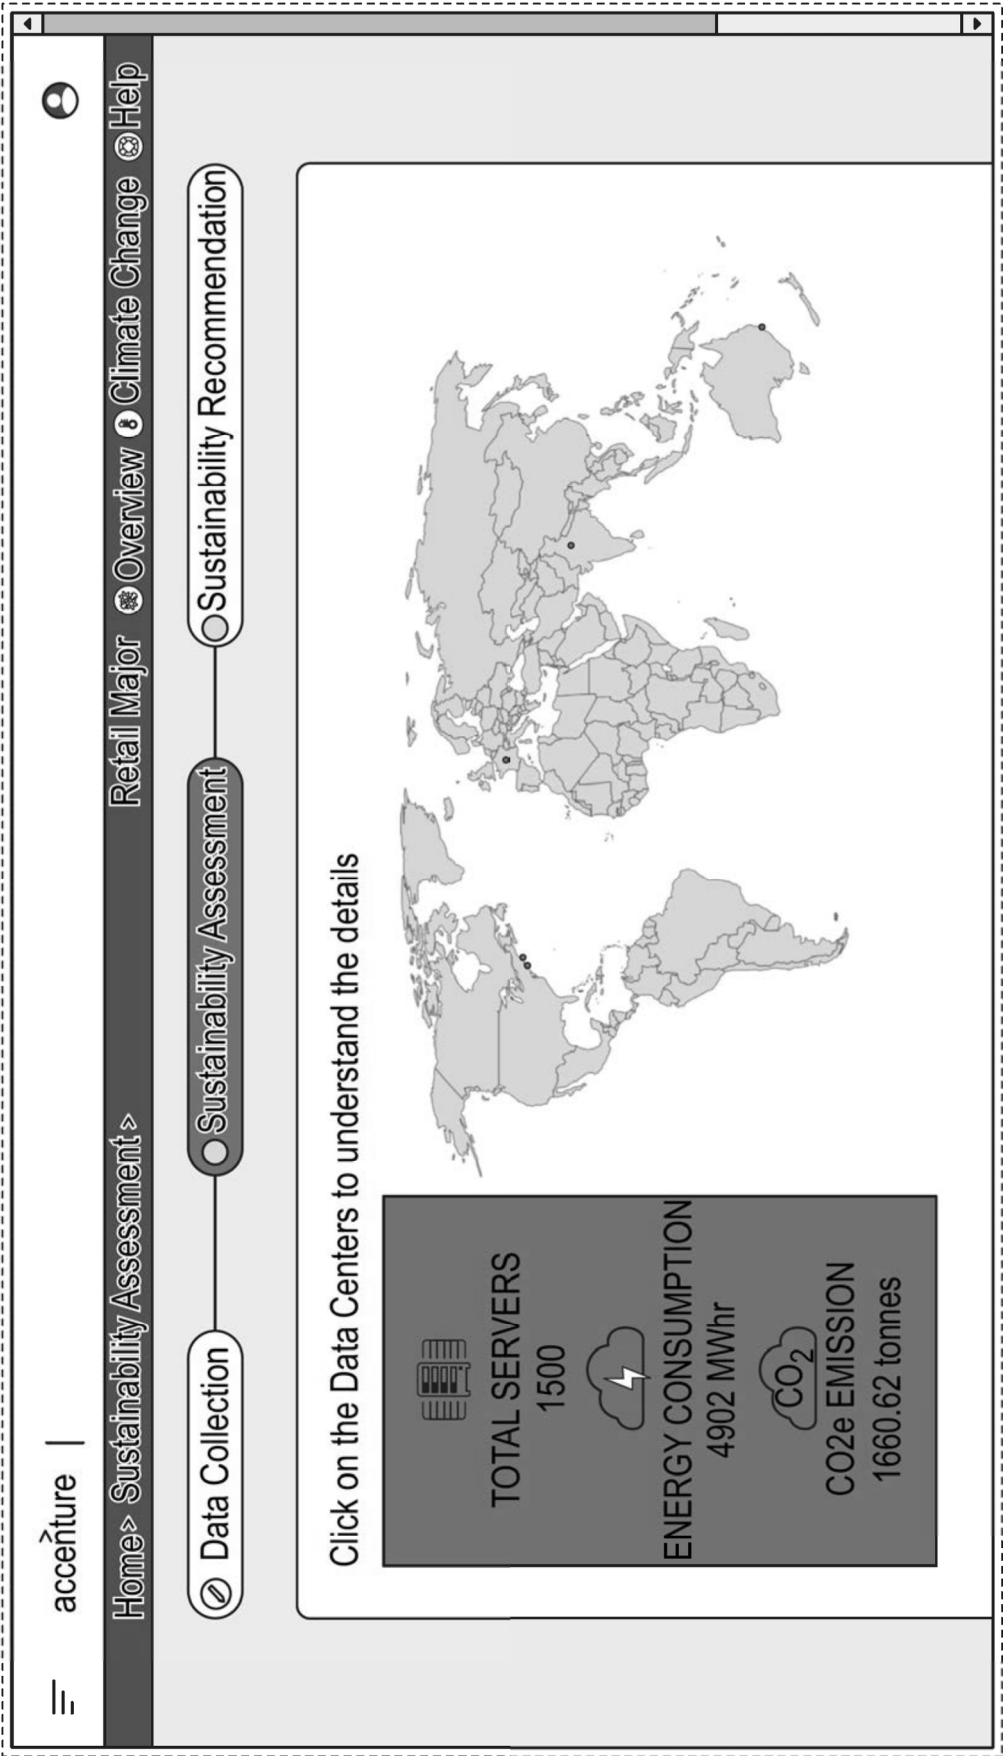 accenture
Home> Sustainability Assessment> Retail Major Overview Climate Change Help
Data Collection Sustainability Assessment Sustainability Recommendation
Click on the Data Centers to understand the details
TOTAL SERVERS
1500
ENERGY CONSUMPTION
4902 MWhr
CO2
CO2e EMISSION
1660.62 tonnes